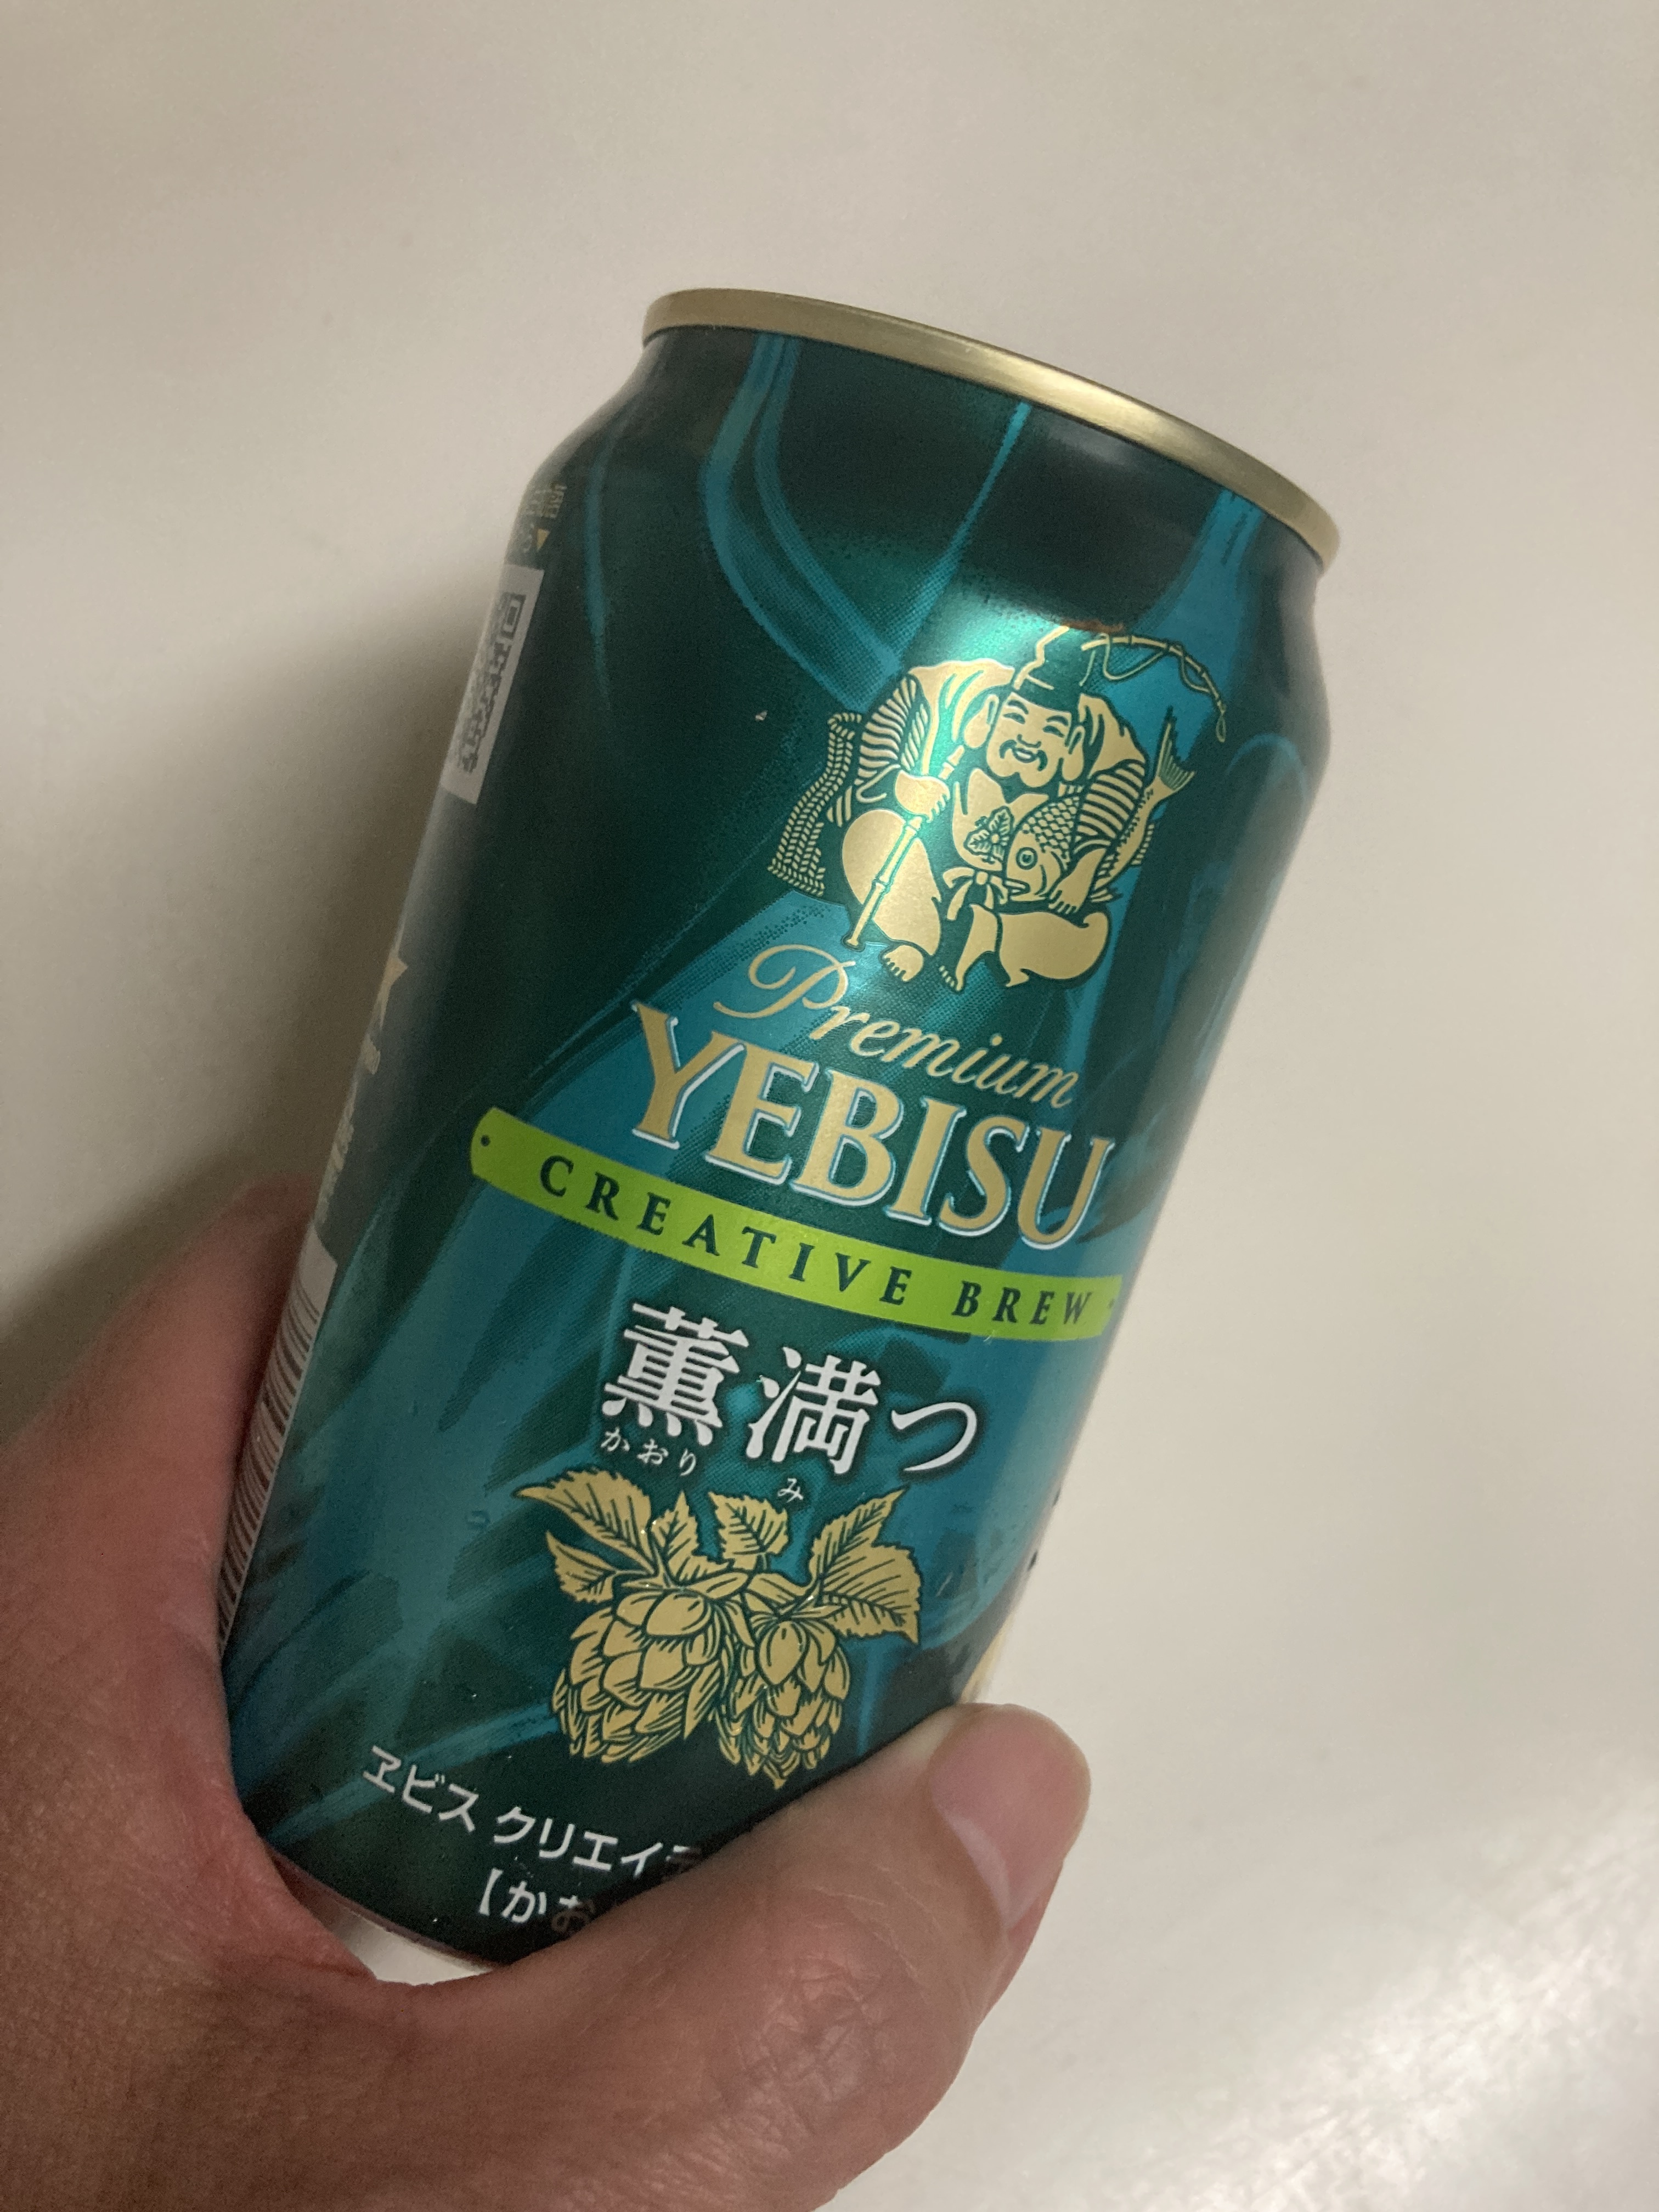 Premium
YEBISU
CREATIVE BREW
薫満つ
かおり み
ヱビス クリエイ
【かお